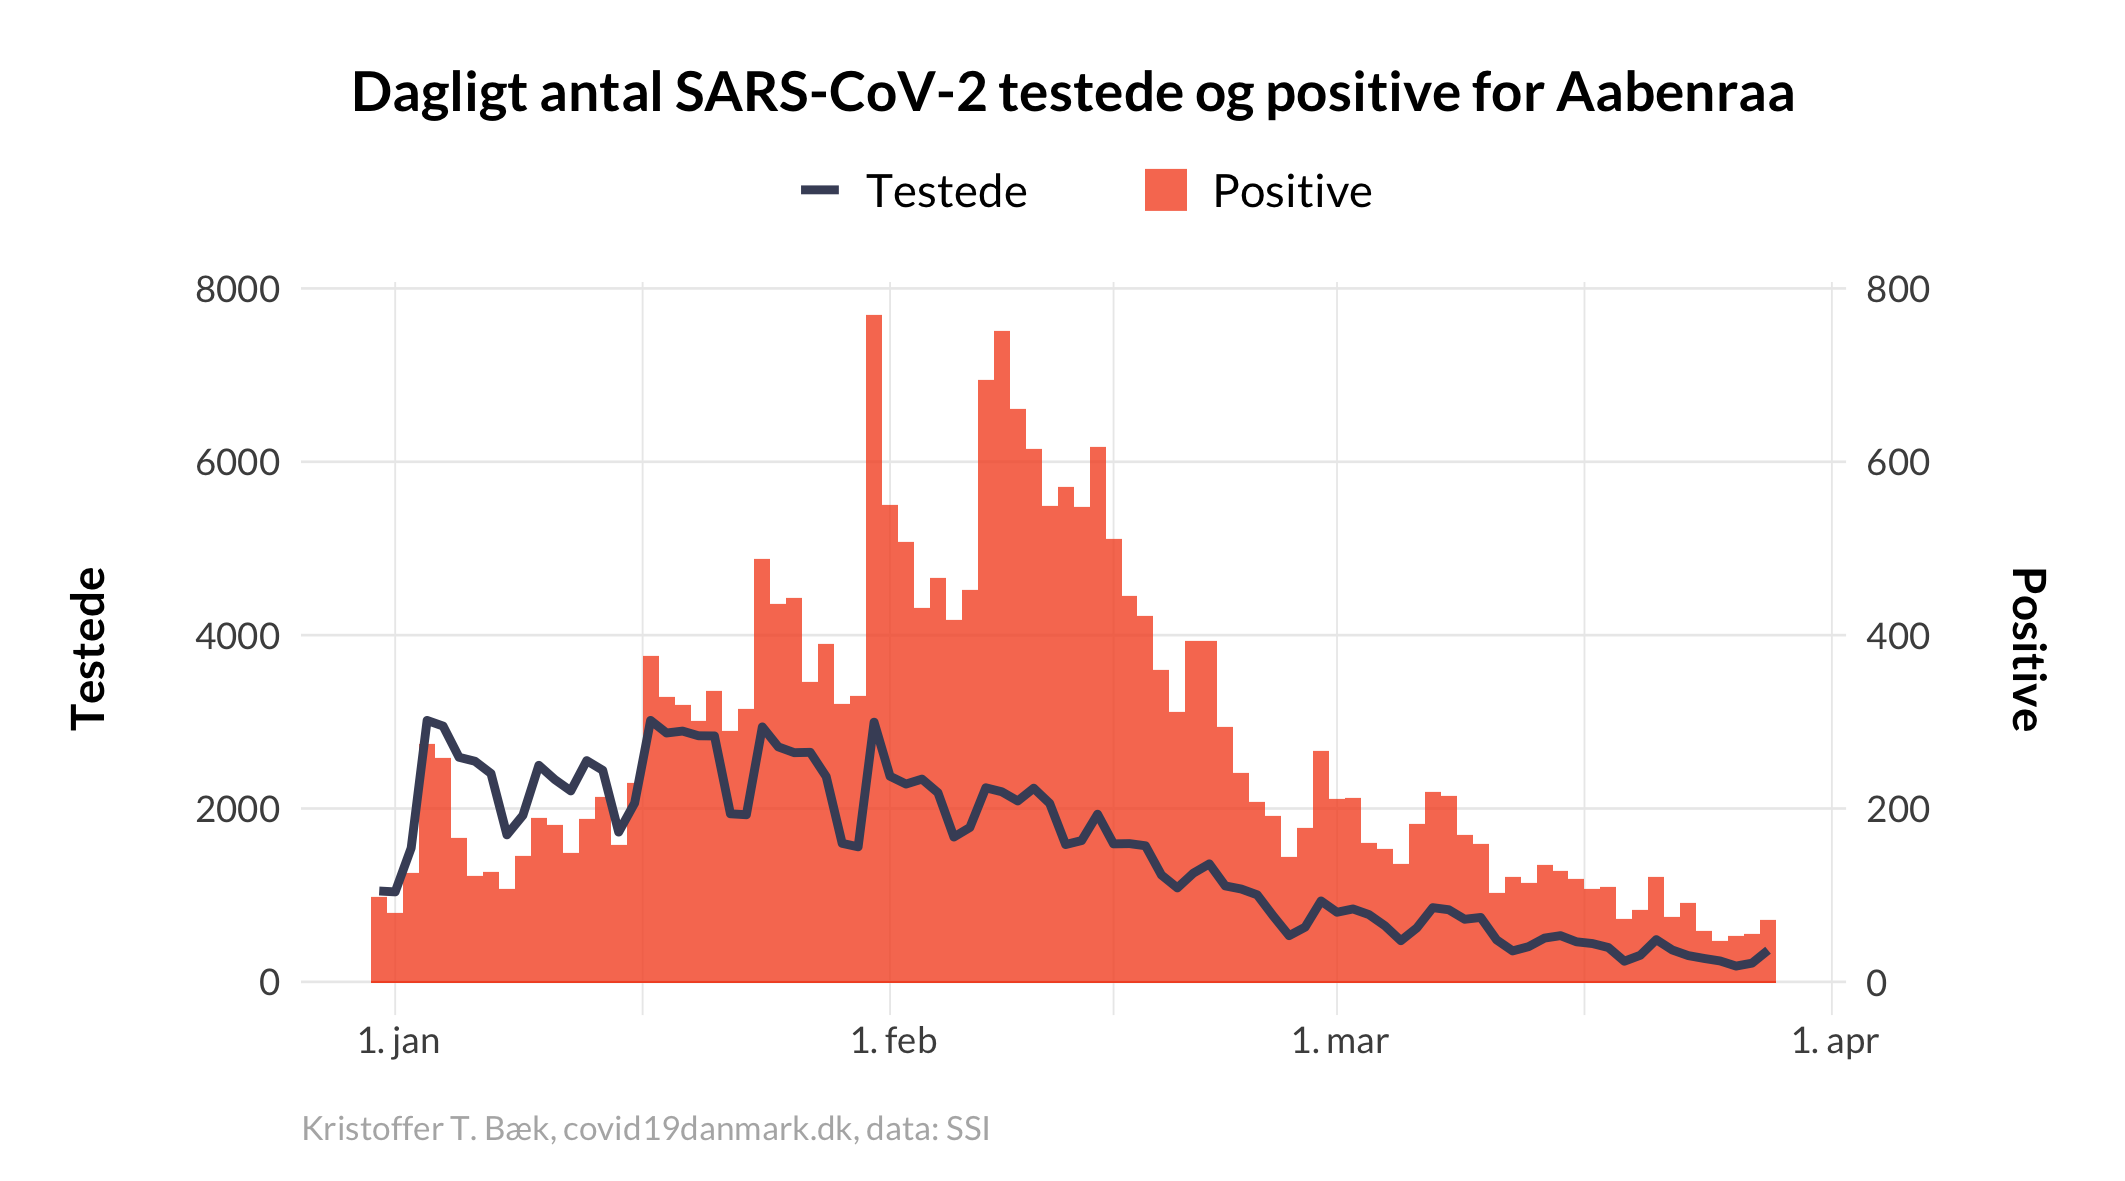 Dagligt antal SARS-CoV-2 testede og positive for Aabenraa
Testede
Positive
8000
6000
4000
2000
0
Testede
800
600
400
200
0
Positive
1. jan
1. feb
1. mar
1. apr
Kristoffer T. Bæk, covid19danmark.dk, data: SSI